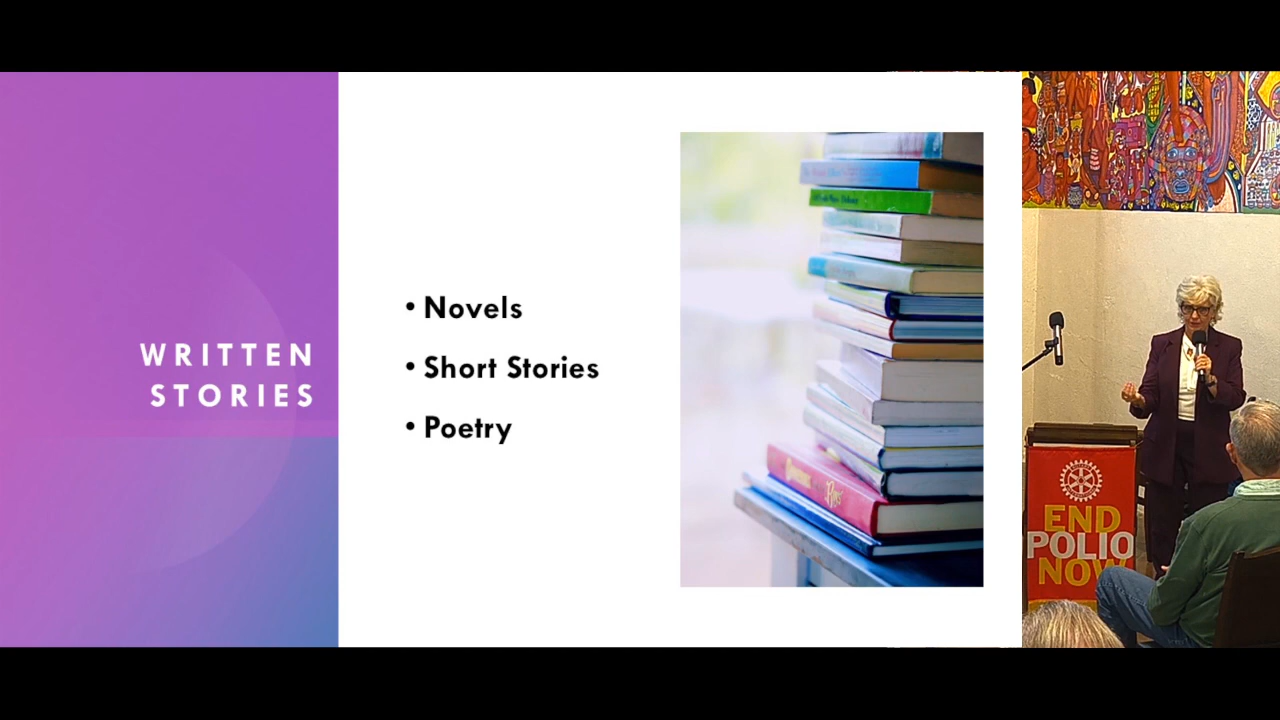 WRITTEN
STORIES
• Novels
• Short Stories
• Poetry
END
POLIO
NOW